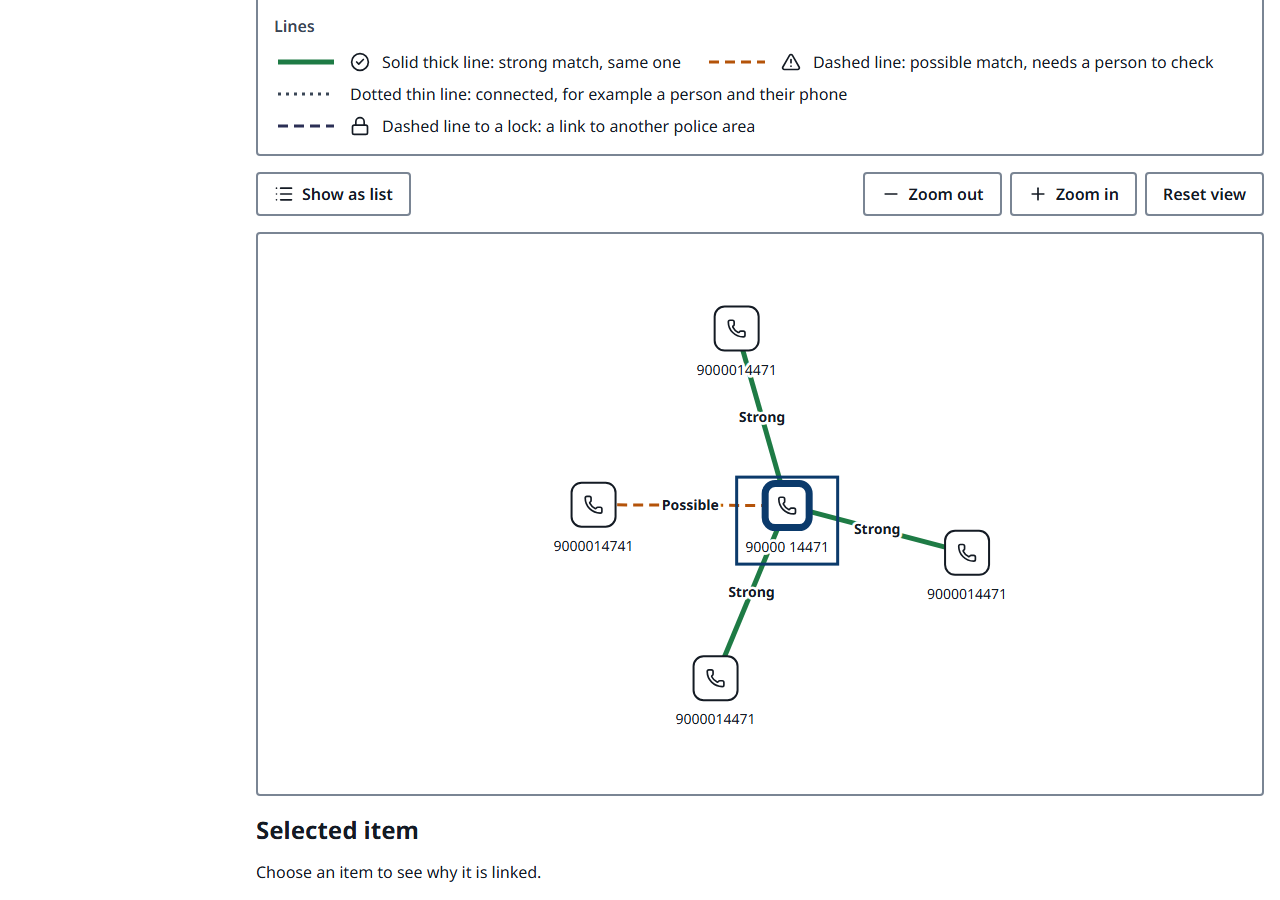 Lines
Solid thick line: strong match, same one
Dashed line: possible match, needs a person to check
Dotted thin line: connected, for example a person and their phone
Dashed line to a lock: a link to another police area
Show as list
Zoom out
Zoom in
Reset view
9000014471
Strong
Possible
9000014741
90000 14471
Strong
9000014471
Strong
9000014471
Selected item
Choose an item to see why it is linked.